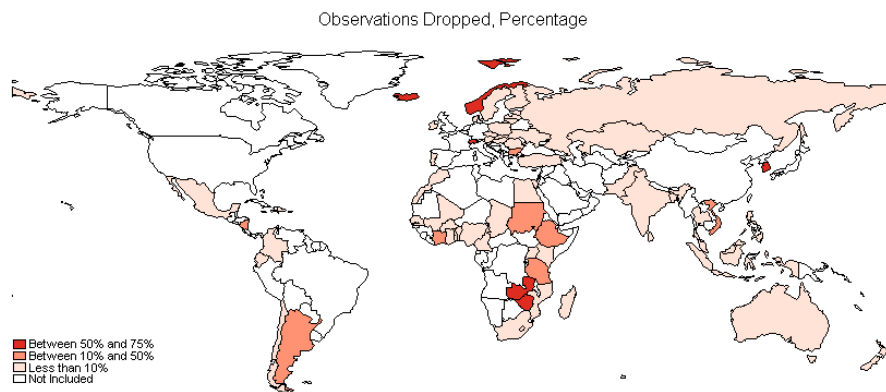 Observations Dropped, Percentage
Between 50% and 75%
Between 10% and 50%
Less than 10%
Not Included